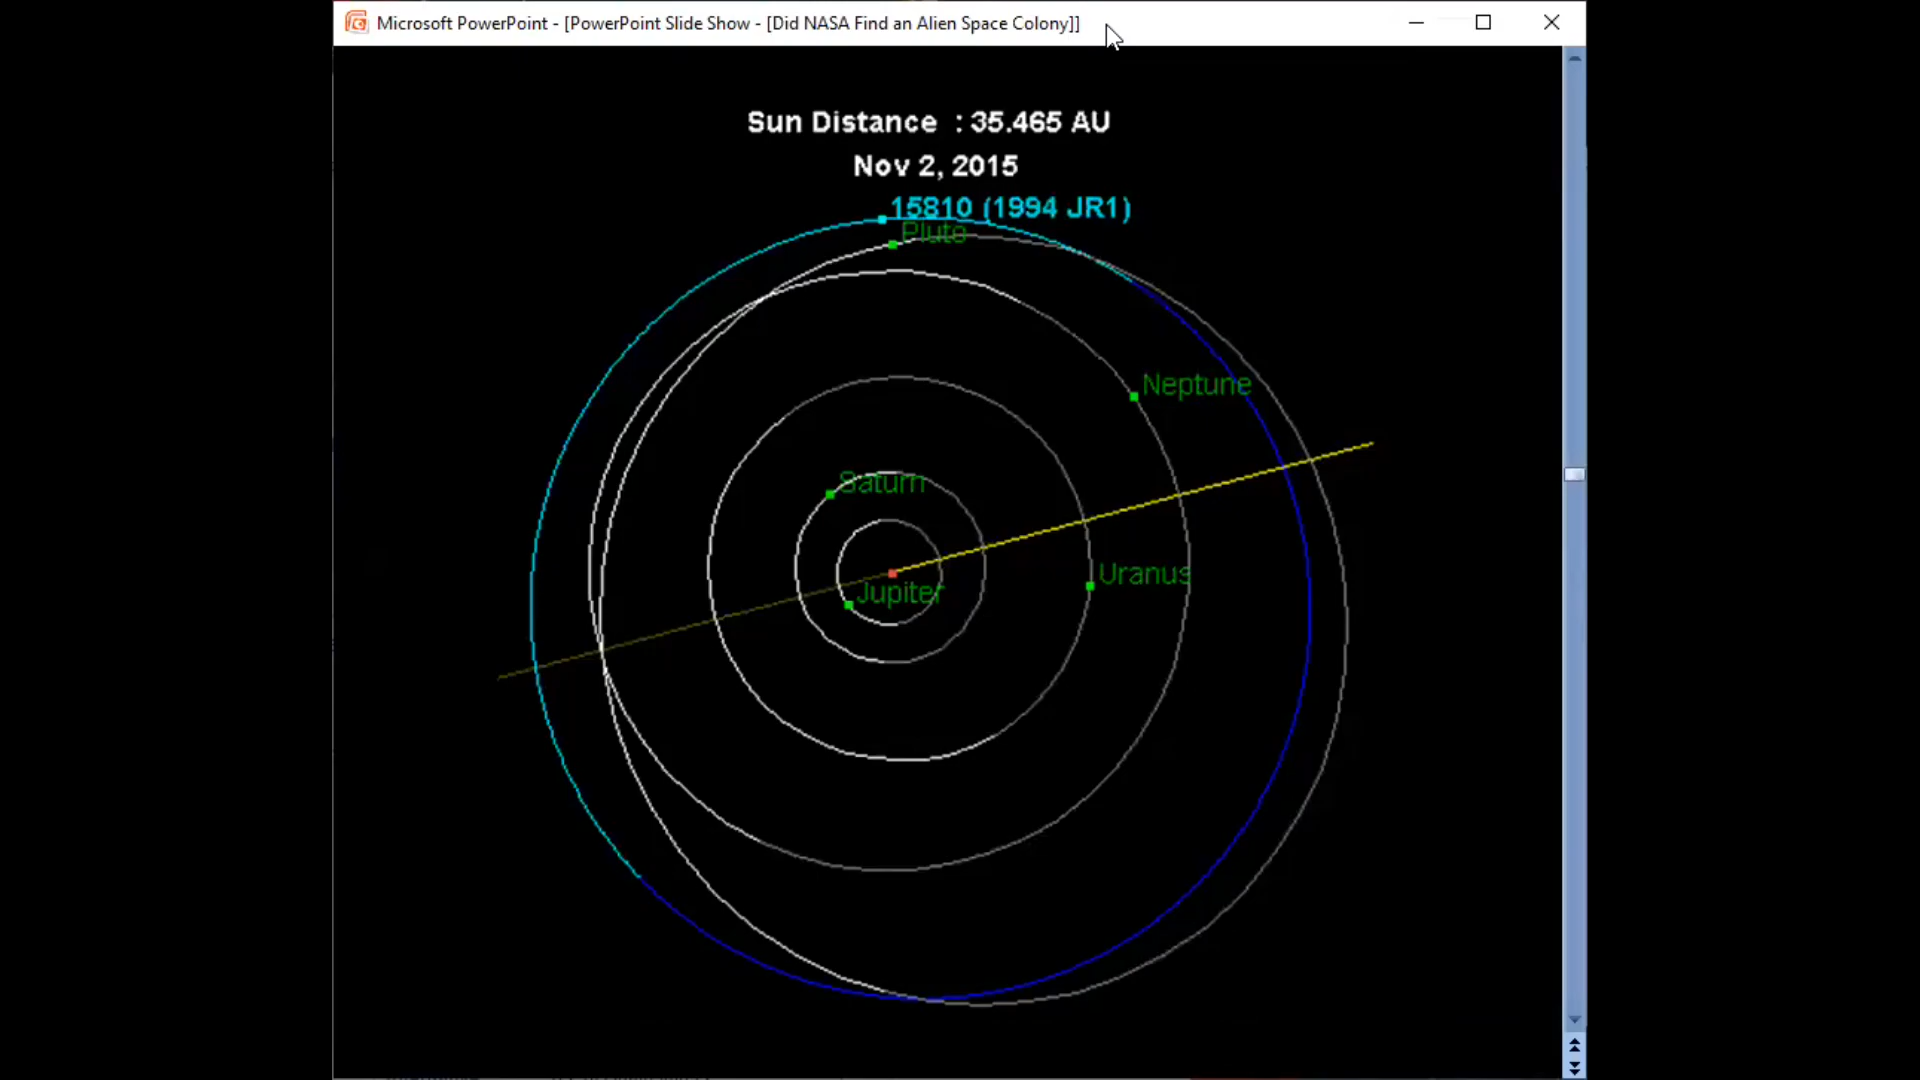 Microsoft PowerPoint - [PowerPoint Slide Show - [Did NASA Find an Alien Space Colony]]
Sun Distance : 35.465 AU
Nov 2, 2015
15810 (1994 JR1)
Pluto
Neptune
Saturn
Uranus
Jupiter